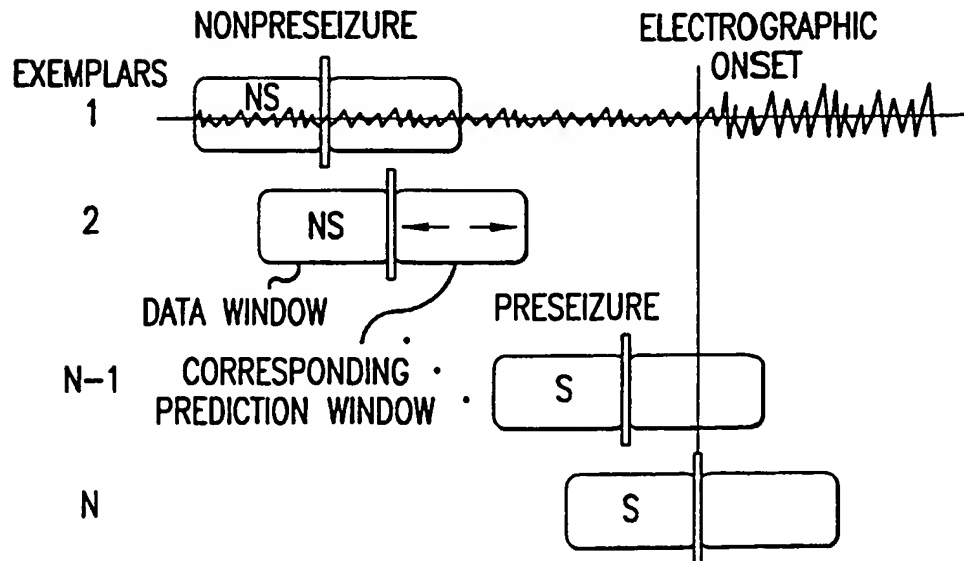 NONPRESEIZURE
ELECTROGRAPHIC
ONSET
EXEMPLARS
1
NS
2
NS
DATA WINDOW
CORRESPONDING
PREDICTION WINDOW
PRESEIZURE
N-1
S
N
S